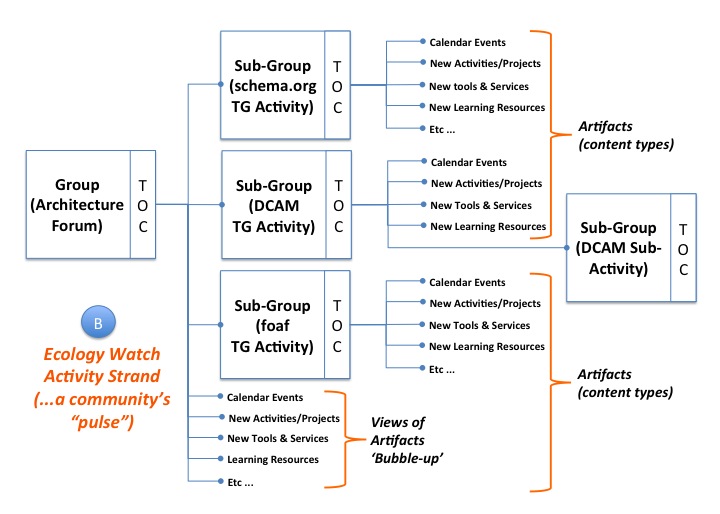 Group
(Architecture
Forum)
T
O
C
B
Ecology Watch
Activity Strand
(...a community's
"pulse")
Sub-Group
(schema.org
TG Activity)
T
O
C
Calendar Events
New Activities/Projects
New tools & Services
New Learning Resources
Etc ...
Sub-Group
(DCAM
TG Activity)
T
O
C
Calendar Events
New Activities/Projects
New Tools & Services
New Learning Resources
Artifacts
(content types)
Sub-Group
(DCAM Sub-
Activity)
T
O
C
Sub-Group
(foaf
TG Activity)
T
O
C
Calendar Events
New Activities/Projects
New Tools & Services
New Learning Resources
Etc ...
Artifacts
(content types)
Calendar Events
New Activities/Projects
New Tools & Services
Learning Resources
Etc ...
Views of
Artifacts
‘Bubble-up’